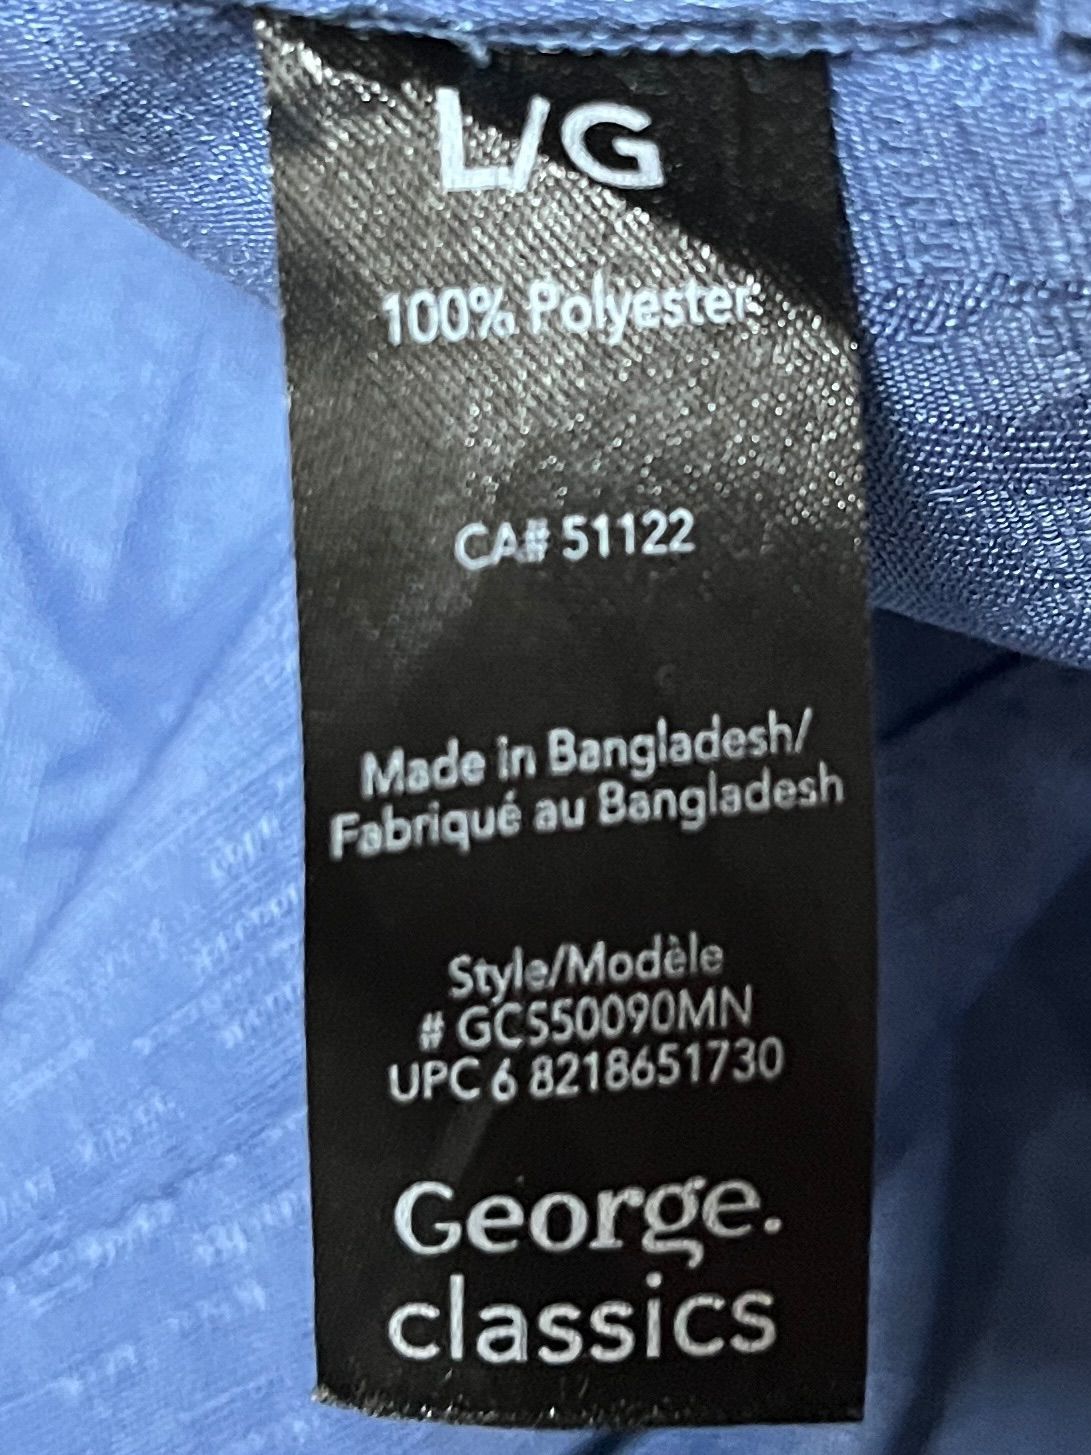 L/G
100% Polyester
CA# 51122
Made in Bangladesh/
Fabriqué au Bangladesh
Style/Modèle
# GCS50090MN
UPC 6 8218651730
George.
classics